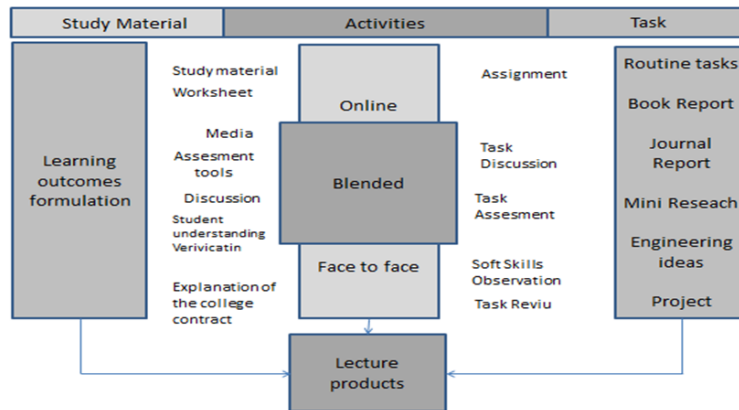 Study Material
Activities
Task
Learning
outcomes
formulation
Study material
Worksheet
Media
Assesment
tools
Discussion
Student
understanding
Verivicatin
Explanation of
the college
contract
Online
Blended
Face to face
Assignment
Task
Discussion
Task
Assesment
Soft Skills
Observation
Task Reviu
Routine tasks
Book Report
Journal
Report
Mini Reseach
Engineering
ideas
Project
Lecture
products